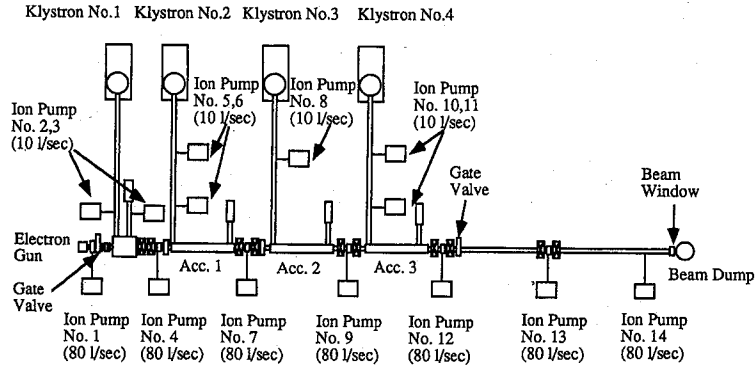 Klystron No.1
Klystron No.2
Klystron No.3
Klystron No.4
Ion Pump
No. 2,3
(10 l/sec)
Ion Pump
No. 5,6
(10 l/sec)
Ion Pump
No. 8
(10 l/sec)
Ion Pump
No. 10,11
(10 l/sec)
Gate
Valve
Beam
Window
Electron
Gun
Acc. 1
Acc. 2
Acc. 3
Beam Dump
Gate
Valve
Ion Pump
No. 1
(80 l/sec)
Ion Pump
No. 4
(80 l/sec)
Ion Pump
No. 7
(80 l/sec)
Ion Pump
No. 9
(80 l/sec)
Ion Pump
No. 12
(80 l/sec)
Ion Pump
No. 13
(80 l/sec)
Ion Pump
No. 14
(80 l/sec)